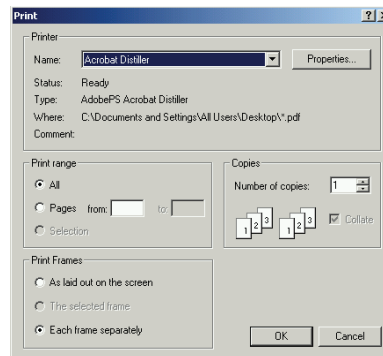 Print
Printer
Name: Acrobat Distiller Properties...
Status: Ready
Type: AdobePS Acrobat Distiller
Where: C:\Documents and Settings\All Users\Desktop\*.pdf
Comment:
Print range
All
Pages from: to:
Selection
Copies
Number of copies: 1
1 2 3 1 2 3 Collate
Print Frames
As laid out on the screen
The selected frame
Each frame separately
OK Cancel